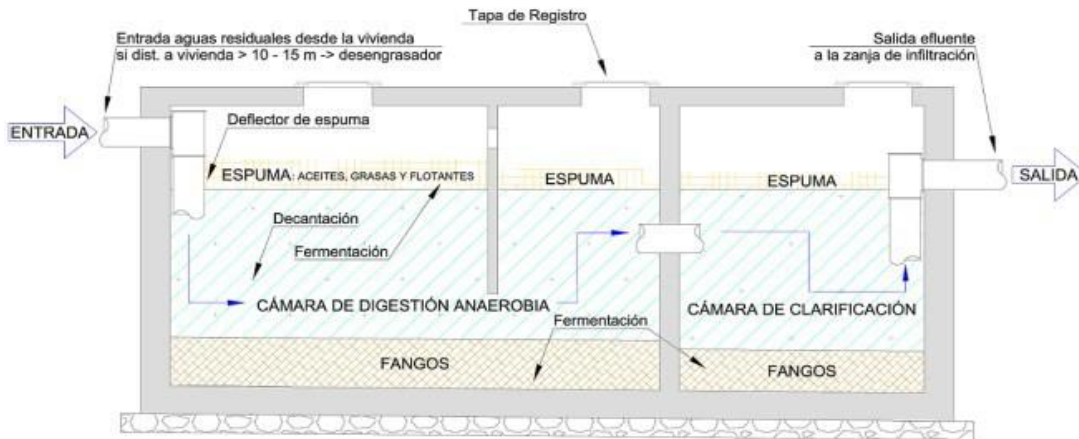 Tapa de Registro
Entrada aguas residuales desde la vivienda
si dist. a vivienda > 10 - 15 m -> desengrasador
Salida efluente
a la zanja de infiltración
ENTRADA
Deflector de espuma
ESPUMA: ACEITES, GRASAS Y FLOTANTES
ESPUMA
ESPUMA
SALIDA
Decantación
Fermentación
CÁMARA DE DIGESTIÓN ANAEROBIA
CÁMARA DE CLARIFICACIÓN
Fermentación
FANGOS
FANGOS